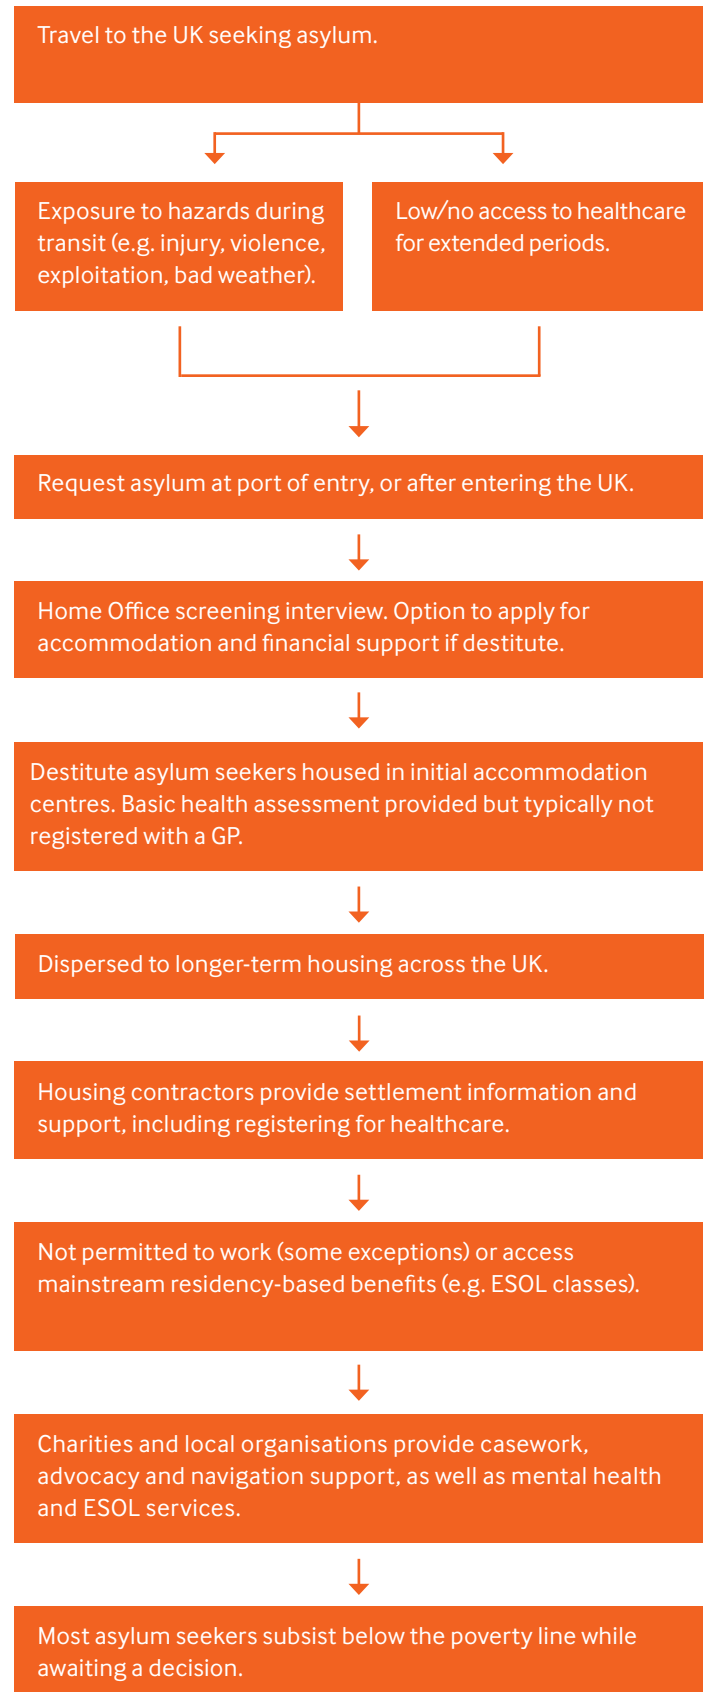 Travel to the UK seeking asylum.
Exposure to hazards during
transit (e.g. injury, violence,
exploitation, bad weather).
Low/no access to healthcare
for extended periods.
Request asylum at port of entry, or after entering the UK.
Home Office screening interview. Option to apply for
accommodation and financial support if destitute.
Destitute asylum seekers housed in initial accommodation
centres. Basic health assessment provided but typically not
registered with a GP.
Dispersed to longer-term housing across the UK.
Housing contractors provide settlement information and
support, including registering for healthcare.
Not permitted to work (some exceptions) or access
mainstream residency-based benefits (e.g. ESOL classes).
Charities and local organisations provide casework,
advocacy and navigation support, as well as mental health
and ESOL services.
Most asylum seekers subsist below the poverty line while
awaiting a decision.